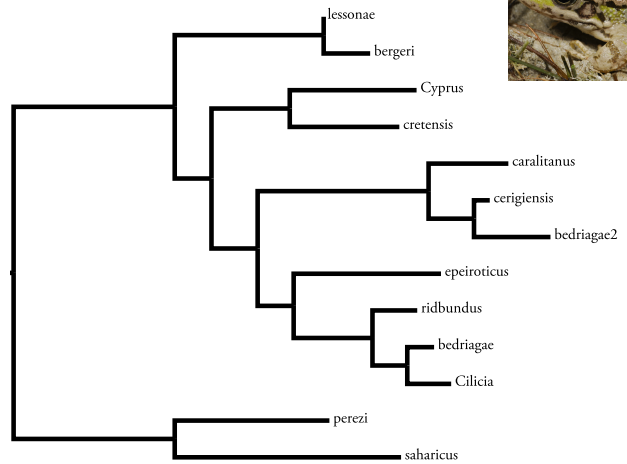 lessonae
bergeri
Cyprus
cretensis
caralitanus
cerigiensis
bedriagae2
epeiroticus
ridbundus
bedriagae
Cilicia
perezi
saharicus